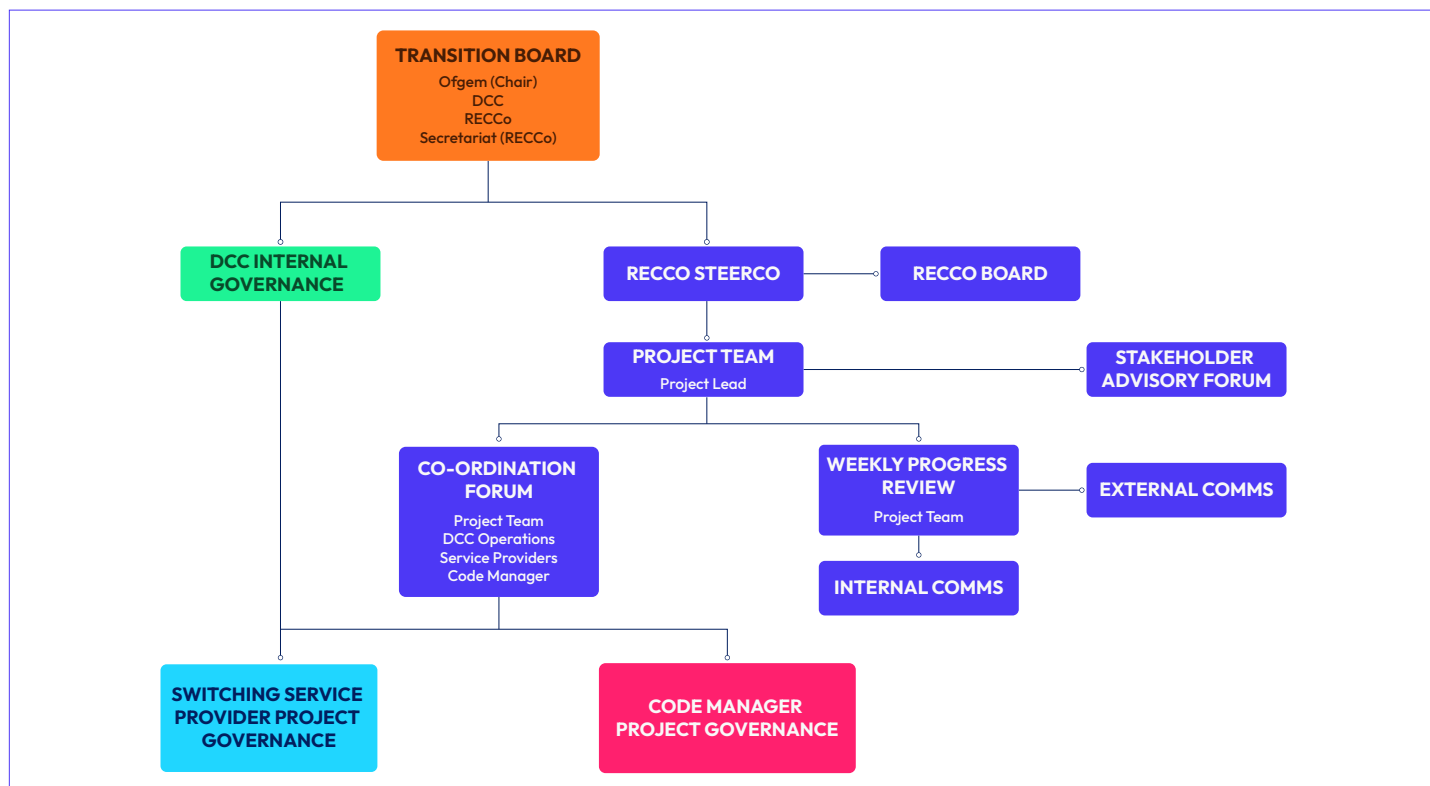 TRANSITION BOARD
Ofgem (Chair)
DCC
RECCo
Secretariat (RECCo)
DCC INTERNAL
GOVERNANCE
RECCO STEERCO
RECCO BOARD
PROJECT TEAM
Project Lead
STAKEHOLDER
ADVISORY FORUM
CO-ORDINATION
FORUM
Project Team
DCC Operations
Service Providers
Code Manager
WEEKLY PROGRESS
REVIEW
Project Team
EXTERNAL COMMS
INTERNAL COMMS
SWITCHING SERVICE
PROVIDER PROJECT
GOVERNANCE
CODE MANAGER
PROJECT GOVERNANCE